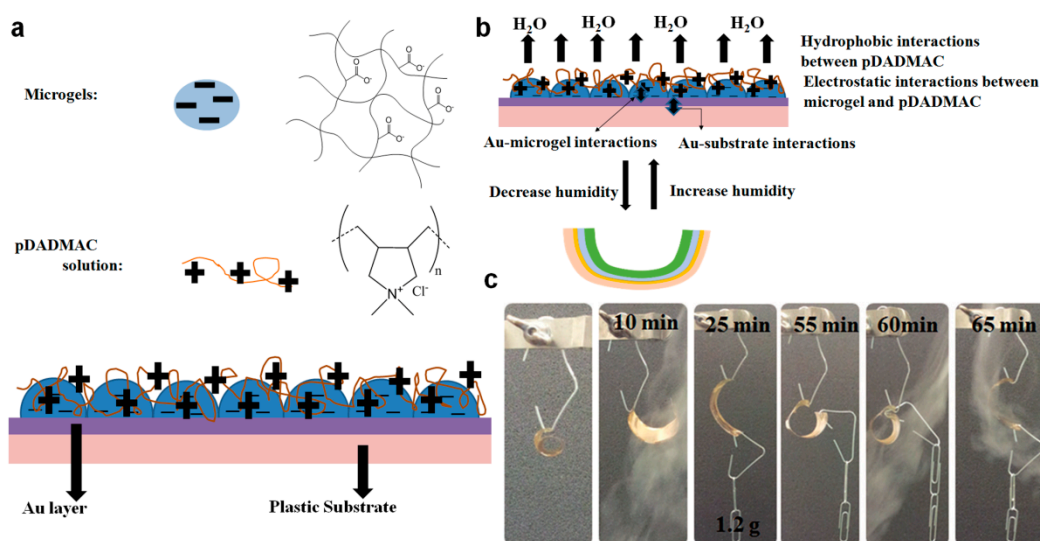 a
Microgels:
O
O-
O
O-
O
O-
pDADMAC
solution:
n
N+
Cl-
Au layer
Plastic Substrate
b
H2O
H2O
H2O
H2O
Hydrophobic interactions
between pDADMAC
Electrostatic interactions between
microgel and pDADMAC
Au-microgel interactions
Au-substrate interactions
Decrease humidity
Increase humidity
c
10 min
25 min
55 min
60min
65 min
1.2 g